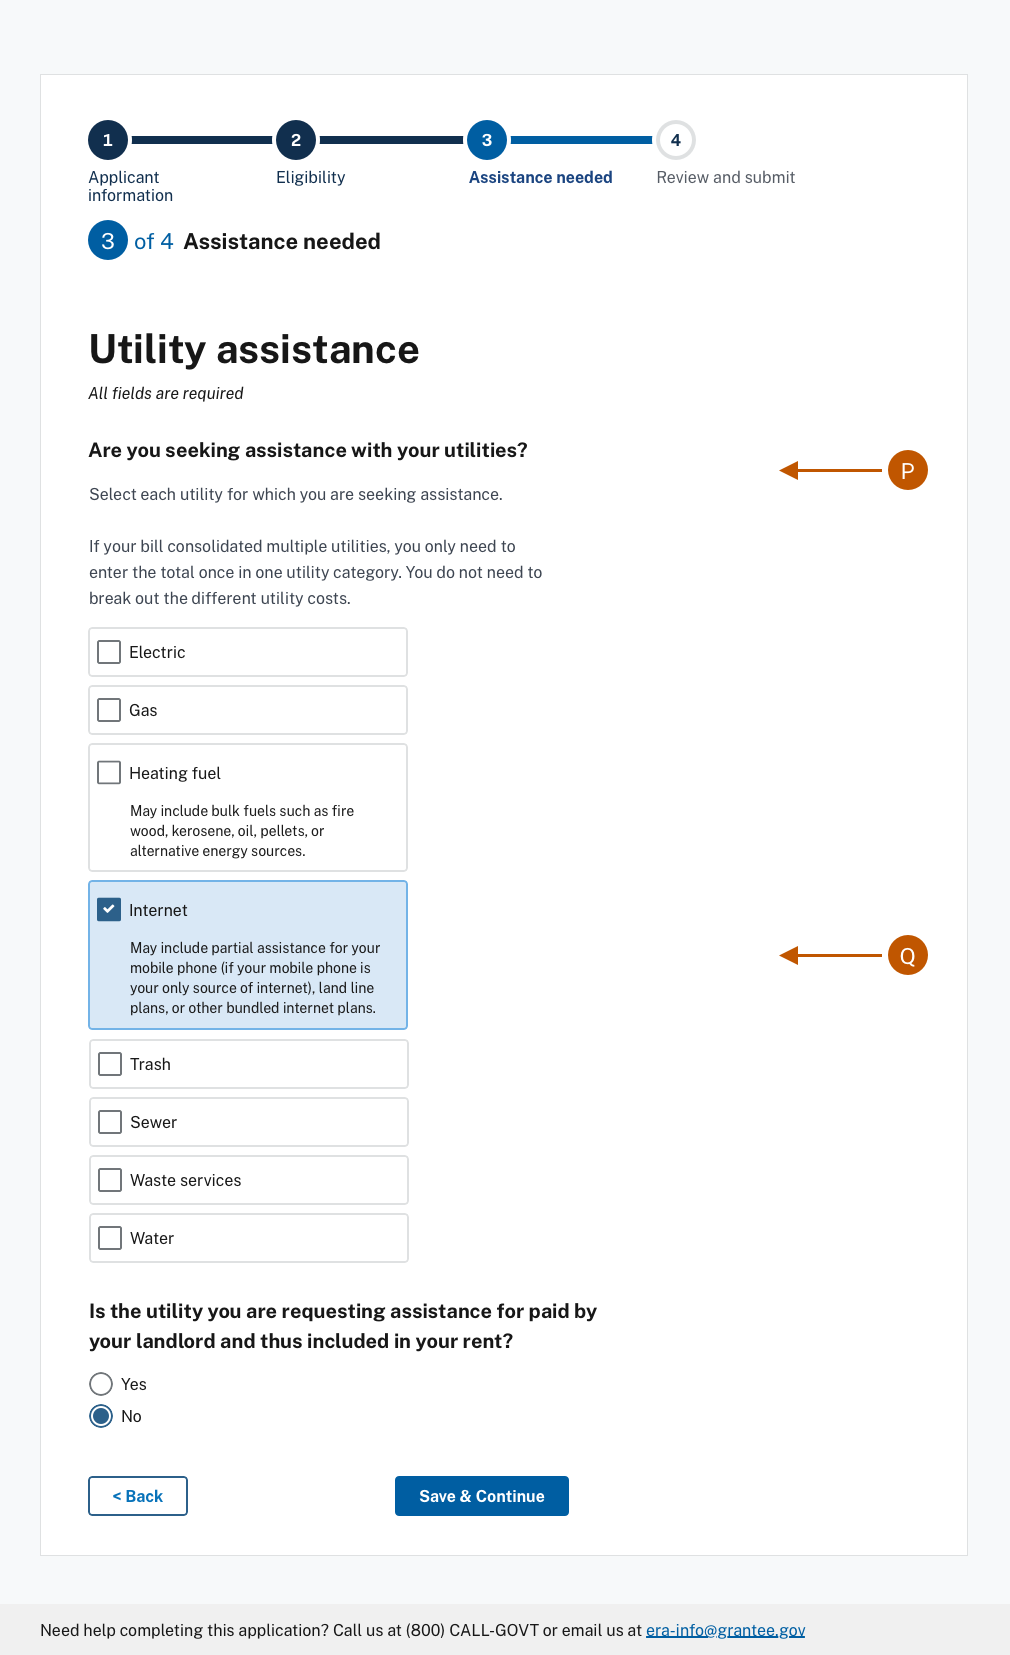 1
2
3
4
Applicant
information
Eligibility
Assistance needed
Review and submit
3 of 4 Assistance needed
Utility assistance
All fields are required
Are you seeking assistance with your utilities?
P
Select each utility for which you are seeking assistance.
If your bill consolidated multiple utilities, you only need to
enter the total once in one utility category. You do not need to
break out the different utility costs.
Electric
Gas
Heating fuel
May include bulk fuels such as fire
wood, kerosene, oil, pellets, or
alternative energy sources.
Internet
May include partial assistance for your
mobile phone (if your mobile phone is
your only source of internet), land line
plans, or other bundled internet plans.
Q
Trash
Sewer
Waste services
Water
Is the utility you are requesting assistance for paid by
your landlord and thus included in your rent?
Yes
No
< Back
Save & Continue
Need help completing this application? Call us at (800) CALL-GOVT or email us at era-info@grantee.gov